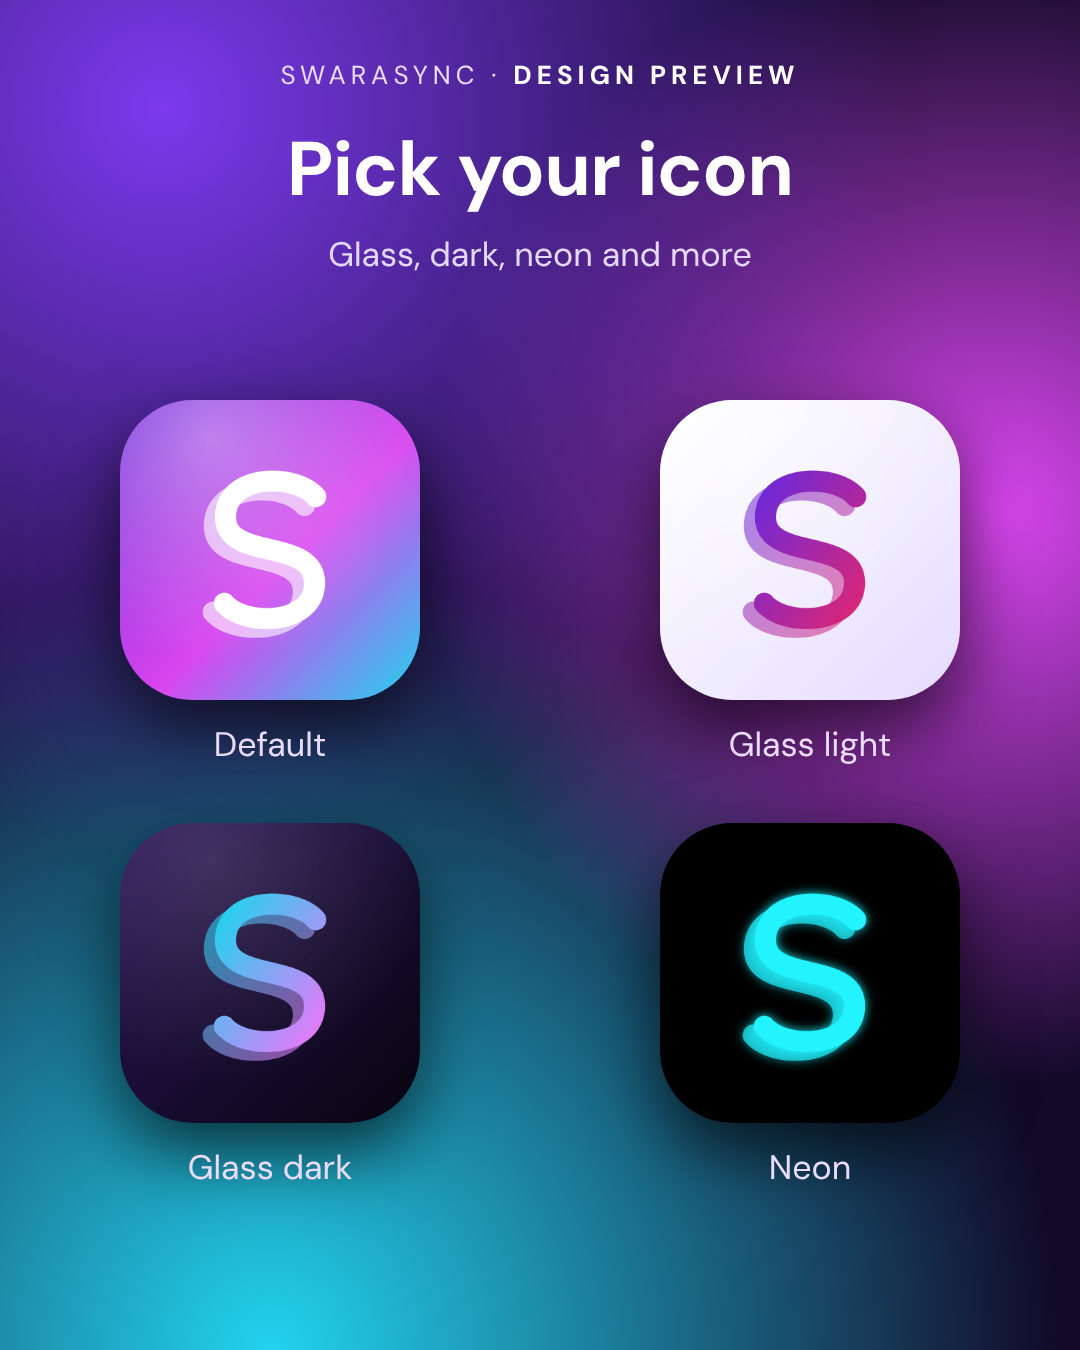 SWARASYNC · DESIGN PREVIEW
Pick your icon
Glass, dark, neon and more
S
S
Default
Glass light
S
S
Glass dark
Neon